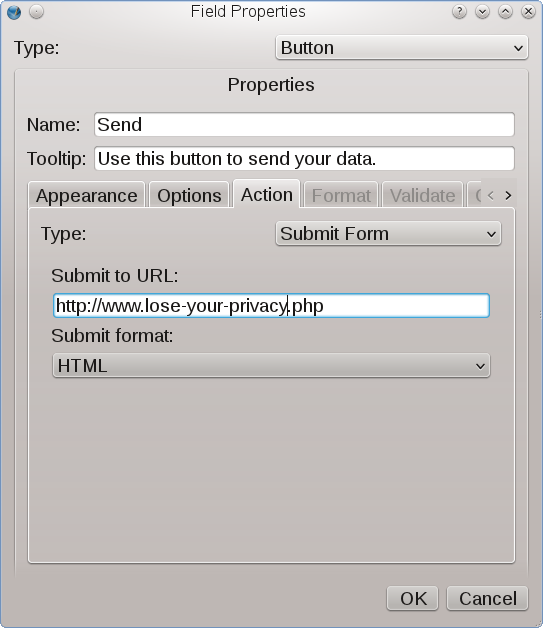 Field Properties
Type: Button
Properties
Name: Send
Tooltip: Use this button to send your data.
Appearance Options Action Format Validate
Type: Submit Form
Submit to URL:
http://www.lose-your-privacy.php
Submit format:
HTML
OK Cancel